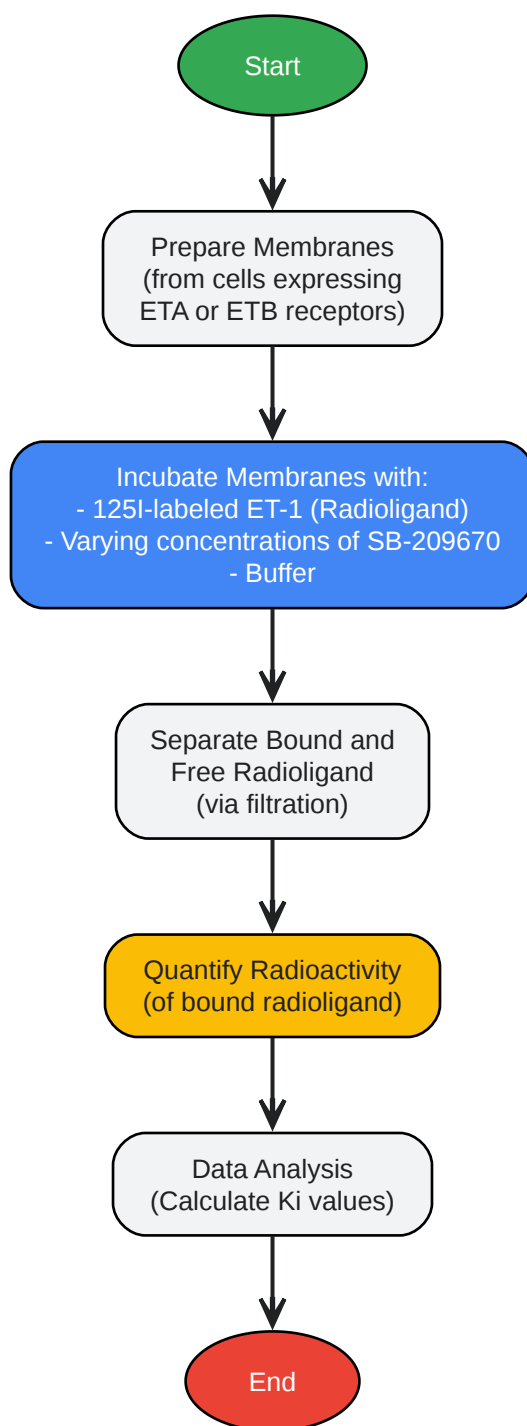 Start
Prepare Membranes
(from cells expressing
ETA or ETB receptors)
Incubate Membranes with:
- 125I-labeled ET-1 (Radioligand)
- Varying concentrations of SB-209670
- Buffer
Separate Bound and
Free Radioligand
(via filtration)
Quantify Radioactivity
(of bound radioligand)
Data Analysis
(Calculate Ki values)
End